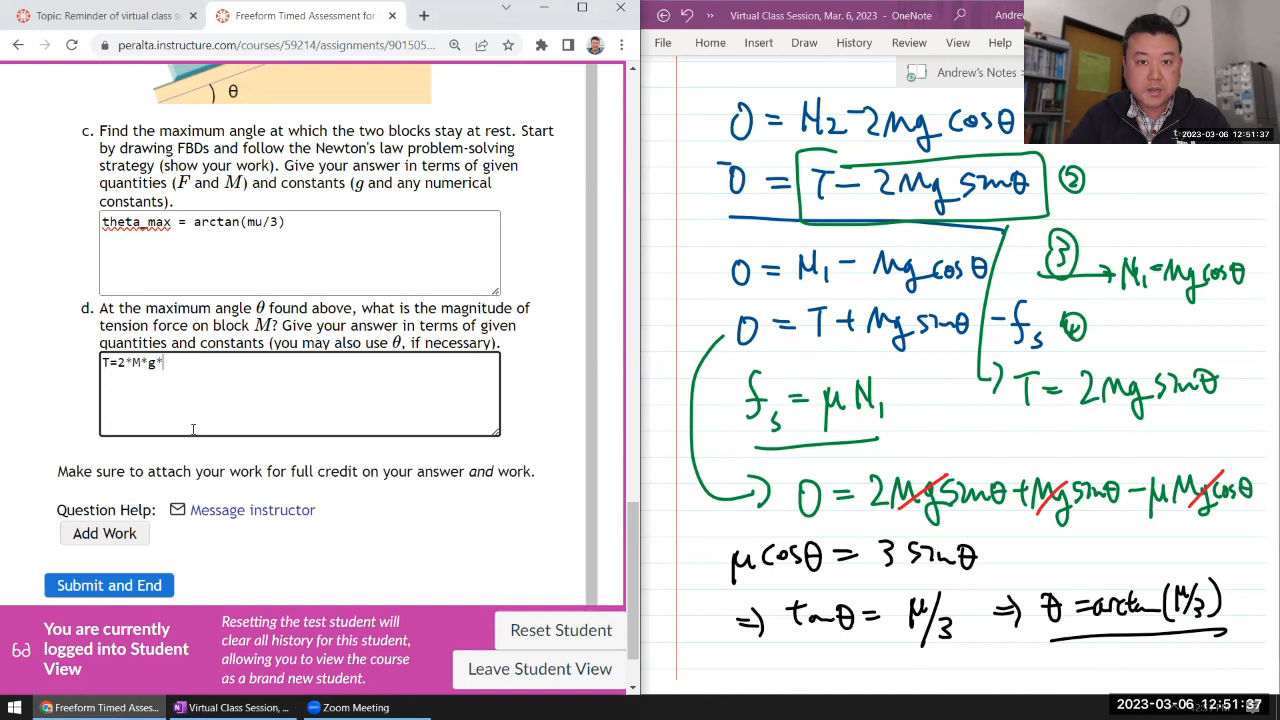 Topic: Reminder of virtual class s
Freeform Timed Assessment for
peralta.instructure.com/courses/59214/assignments/901505...
θ
c. Find the maximum angle at which the two blocks stay at rest. Start
by drawing FBDs and follow the Newton's law problem-solving
strategy (show your work). Give your answer in terms of given
quantities (F and M) and constants (g and any numerical
constants).
theta_max = arctan(mu/3)
d. At the maximum angle θ found above, what is the magnitude of
tension force on block M? Give your answer in terms of given
quantities and constants (you may also use θ, if necessary).
T=2*M*g*
Make sure to attach your work for full credit on your answer and work.
Question Help: Message instructor
Add Work
Submit and End
You are currently
logged into Student
View
Resetting the test student will
clear all history for this student,
allowing you to view the course
as a brand new student.
Reset Student
Leave Student View
Virtual Class Session, Mar. 6, 2023 - OneNote
Andre
File Home Insert Draw History Review View Help
Andrew's Notes >
2023-03-06 12:51:37
0 = N2 - 2Mg cosθ
0 = T - 2Mg sinθ ②
0 = N1 - Mg cosθ ③ → N1 = Mg cosθ
0 = T + Mg sinθ - fs ④
fs = μN1
T = 2Mg sinθ
0 = 2Mg sinθ + Mg sinθ - μMg cosθ
μ cosθ = 3 sinθ
⇒ tanθ = μ/3 ⇒ θ = arctan(μ/3)
Freeform Timed Asses...
Virtual Class Session, ...
Zoom Meeting
2023-03-06 12:51:37